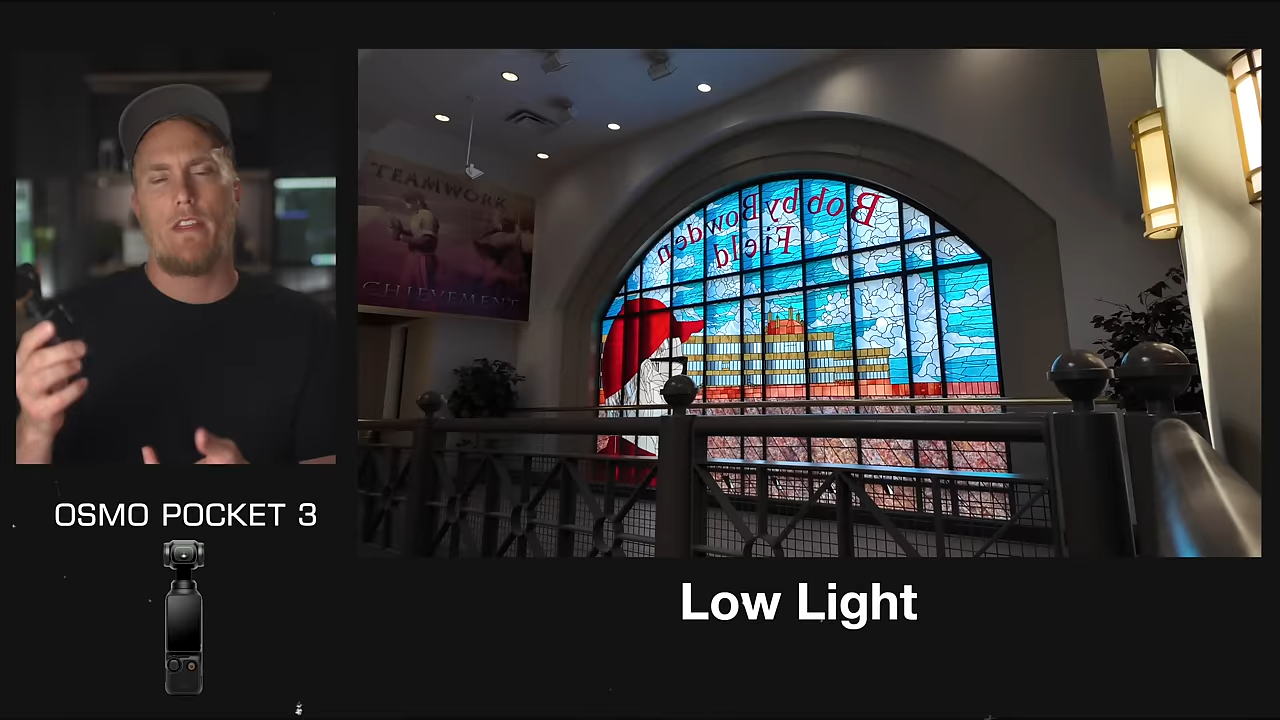 TEAMWORK
CHIEVEMENT
Bobby Bowden
Field
OSMO POCKET 3
Low Light